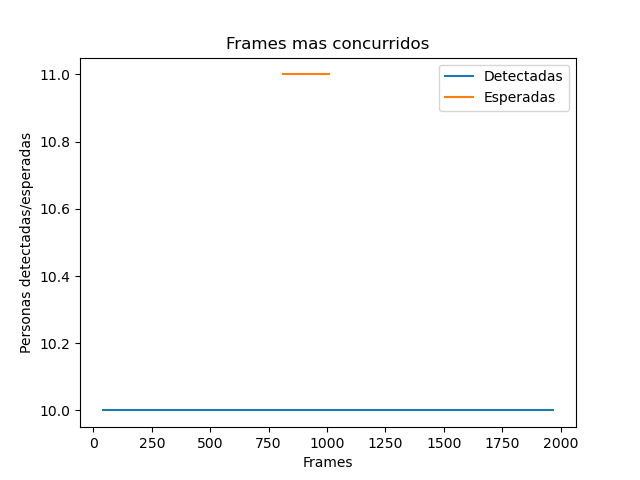 Frames mas concurridos
Detectadas
Esperadas
Personas detectadas/esperadas
11.0
10.8
10.6
10.4
10.2
10.0
0 250 500 750 1000 1250 1500 1750 2000
Frames